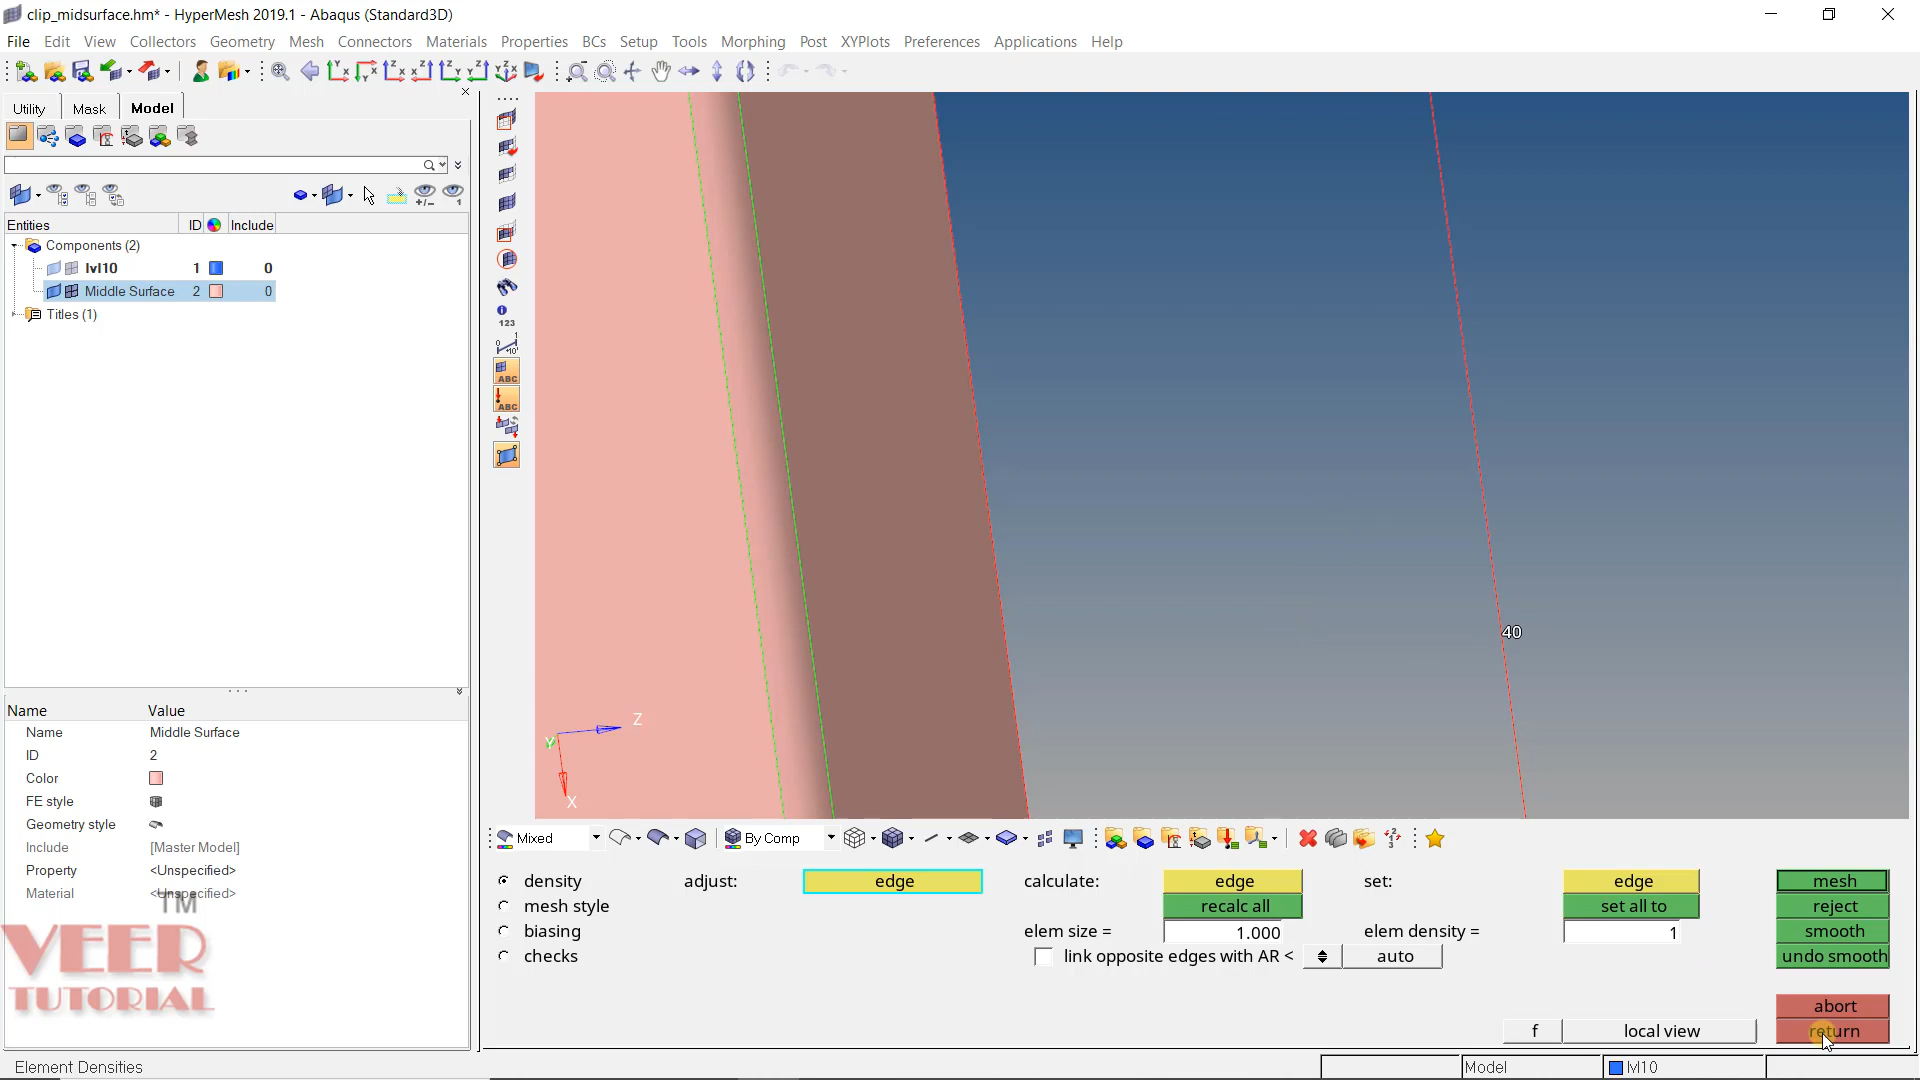 clip_midsurface.hm* - HyperMesh 2019.1 - Abaqus (Standard3D)
File Edit View Collectors Geometry Mesh Connectors Materials Properties BCs Setup Tools Morphing Post XYPlots Preferences Applications Help
Utility Mask Model
Entities ID Include
Components (2)
lvl10 1 0
Middle Surface 2 0
Titles (1)
Name Value
Name Middle Surface
ID 2
Color
FE style
Geometry style
Include [Master Model]
Property <Unspecified>
Material <Unspecified>
TM
VEER
TUTORIAL
123
ABC
ABC
40
Z
Y
X
Mixed By Comp
density adjust: edge calculate: edge set: edge mesh
mesh style recalc all set all to reject
biasing elem size = 1.000 elem density = 1 smooth
checks link opposite edges with AR < auto undo smooth
abort
f local view return
Element Densities Model lvl10